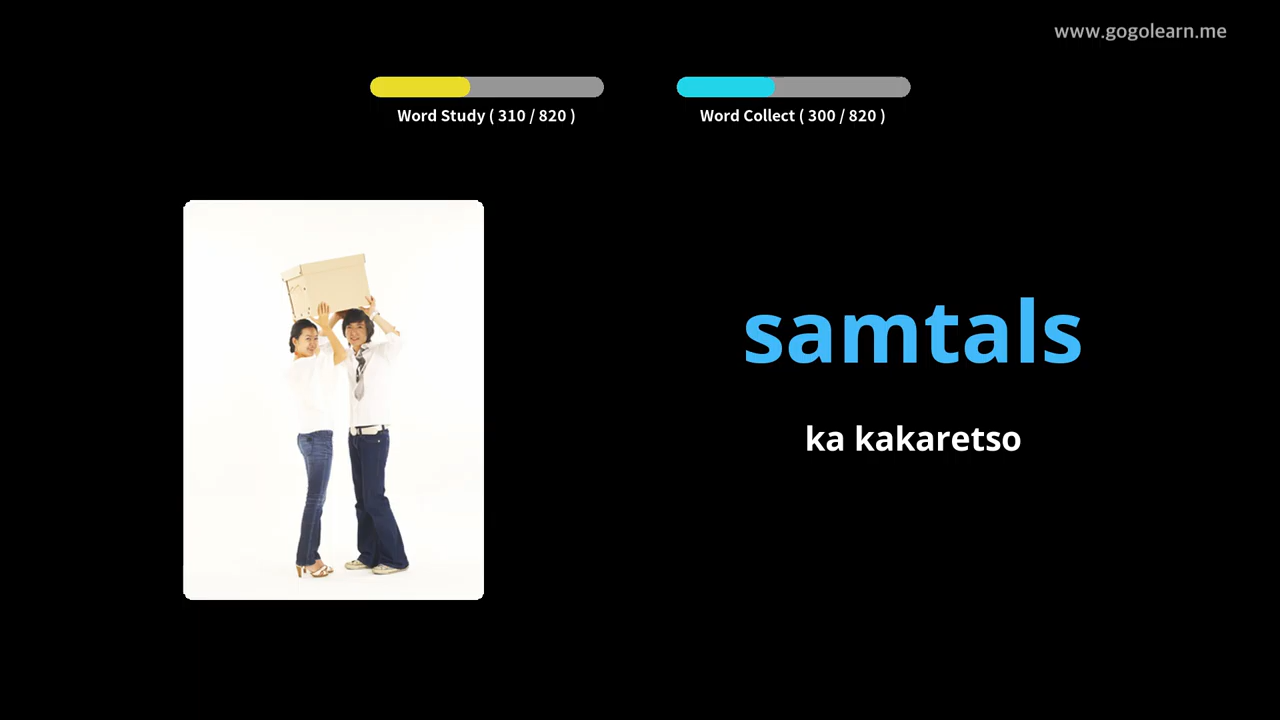 www.gogolearn.me
Word Study ( 310 / 820 )
Word Collect ( 300 / 820 )
samtals
ka kakaretso